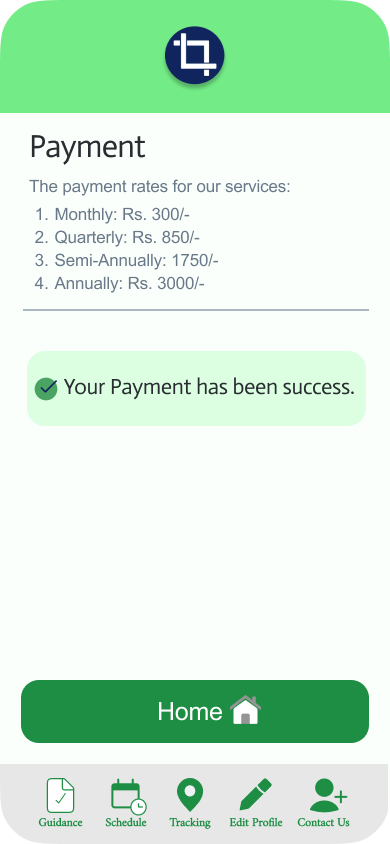 Payment
The payment rates for our services:
1. Monthly: Rs. 300/-
2. Quarterly: Rs. 850/-
3. Semi-Annually: 1750/-
4. Annually: Rs. 3000/-
Your Payment has been success.
Home
Guidance Schedule Tracking Edit Profile Contact Us